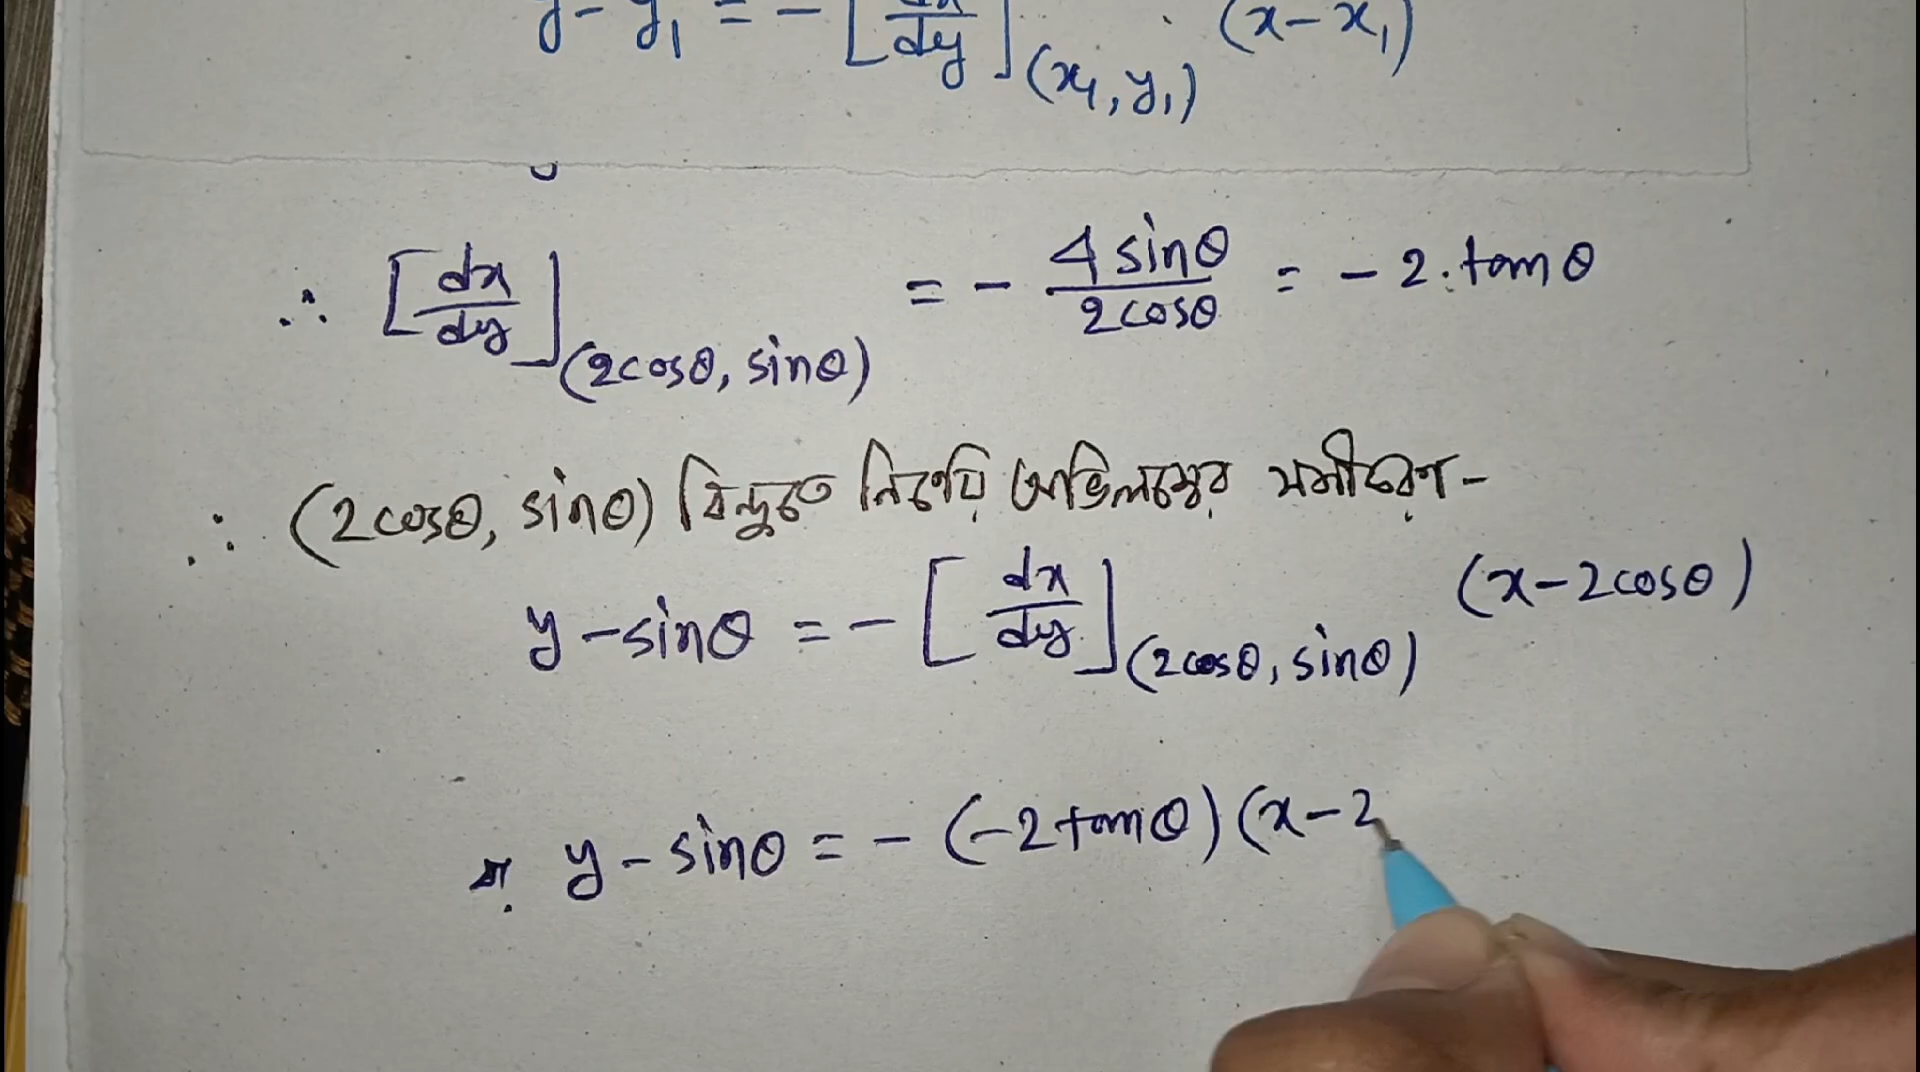 y - y₁ = - [dx/dy](x₁, y₁) · (x - x₁)
∴ [dx/dy](2cosθ, sinθ) = - 4 sinθ / 2cosθ = - 2 · tanθ
∴ (2cosθ, sinθ) বিন্দুতে নির্ণেয় অভিলম্বের সমীকরণ -
y - sinθ = - [dx/dy](2cosθ, sinθ) (x - 2cosθ)
বা, y - sinθ = - (-2tanθ) (x - 2